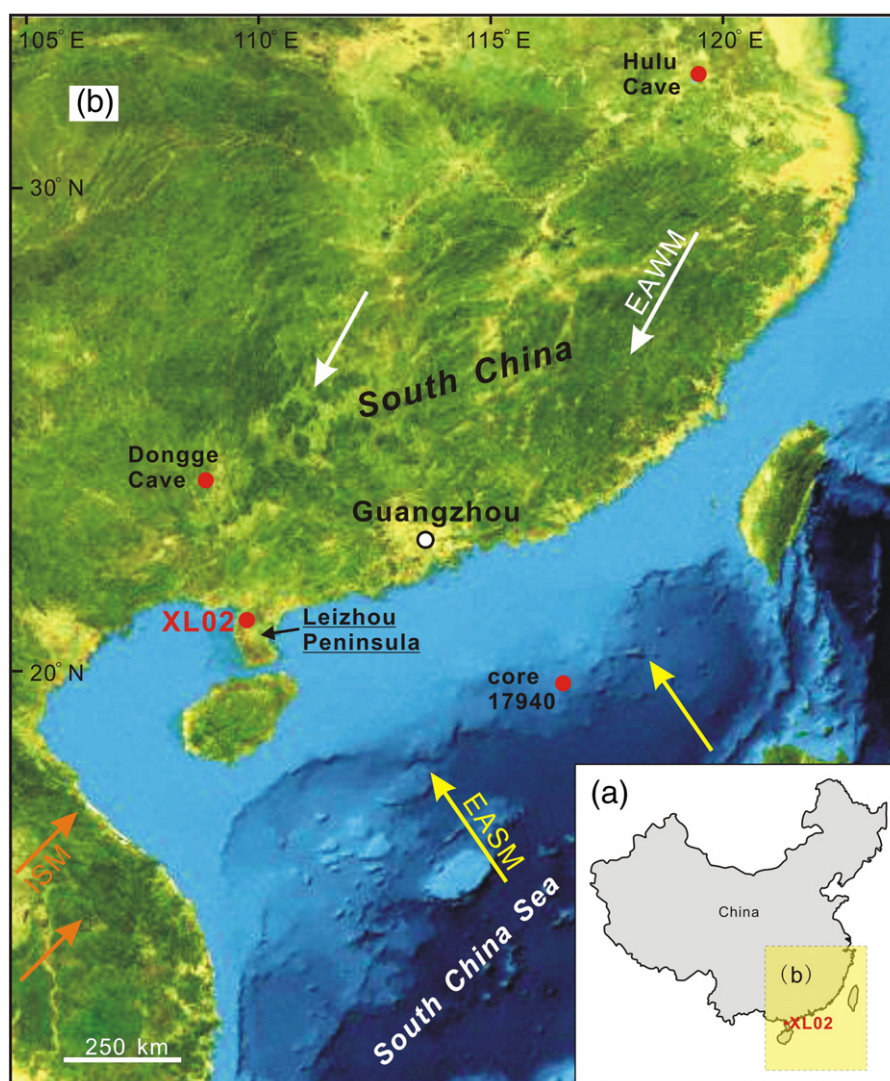 105° E
110° E
115° E
120° E
(b)
Hulu
Cave
30° N
EAWM
South China
Dongge
Cave
Guangzhou
XL02
Leizhou
Peninsula
20° N
core
17940
ISM
EASM
South China Sea
250 km
(a)
China
(b)
XL02